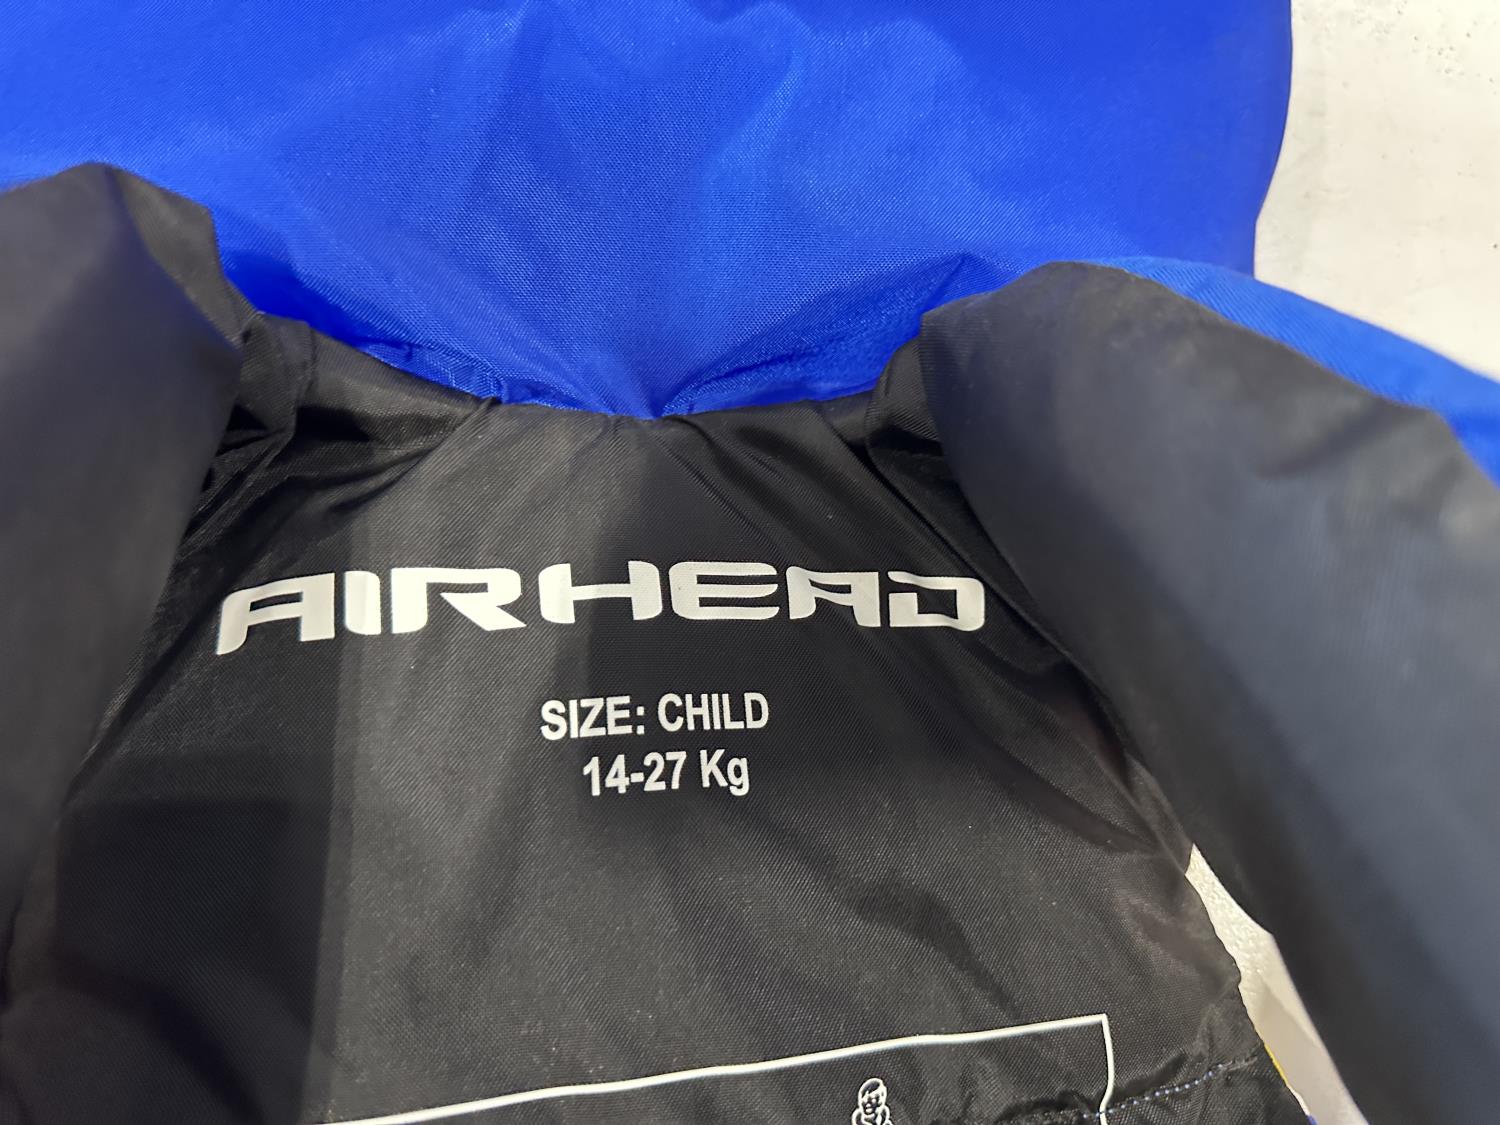 AIRHEAD
SIZE: CHILD
14-27 Kg